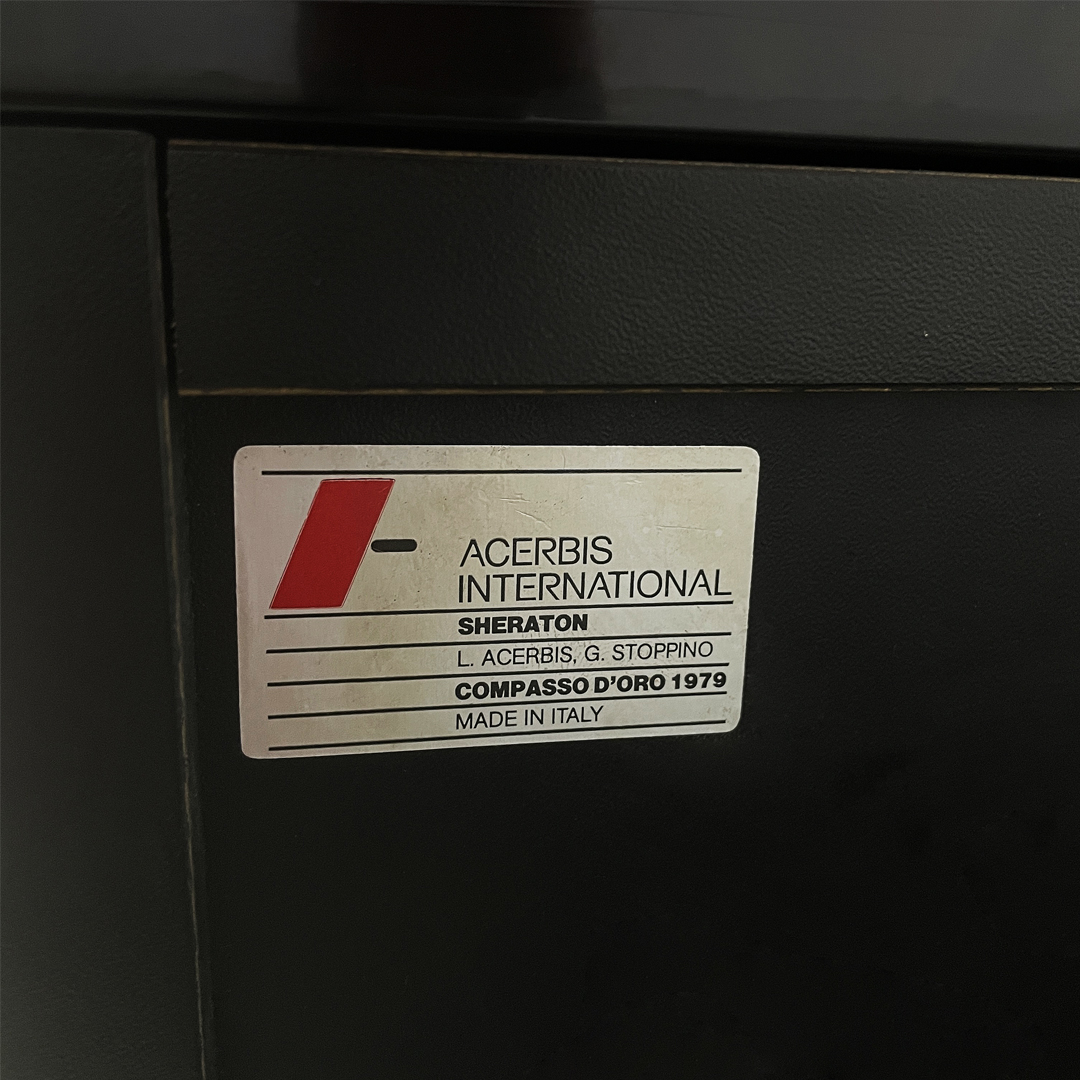 ACERBIS
INTERNATIONAL
SHERATON
L. ACERBIS, G. STOPPINO
COMPASSO D'ORO 1979
MADE IN ITALY